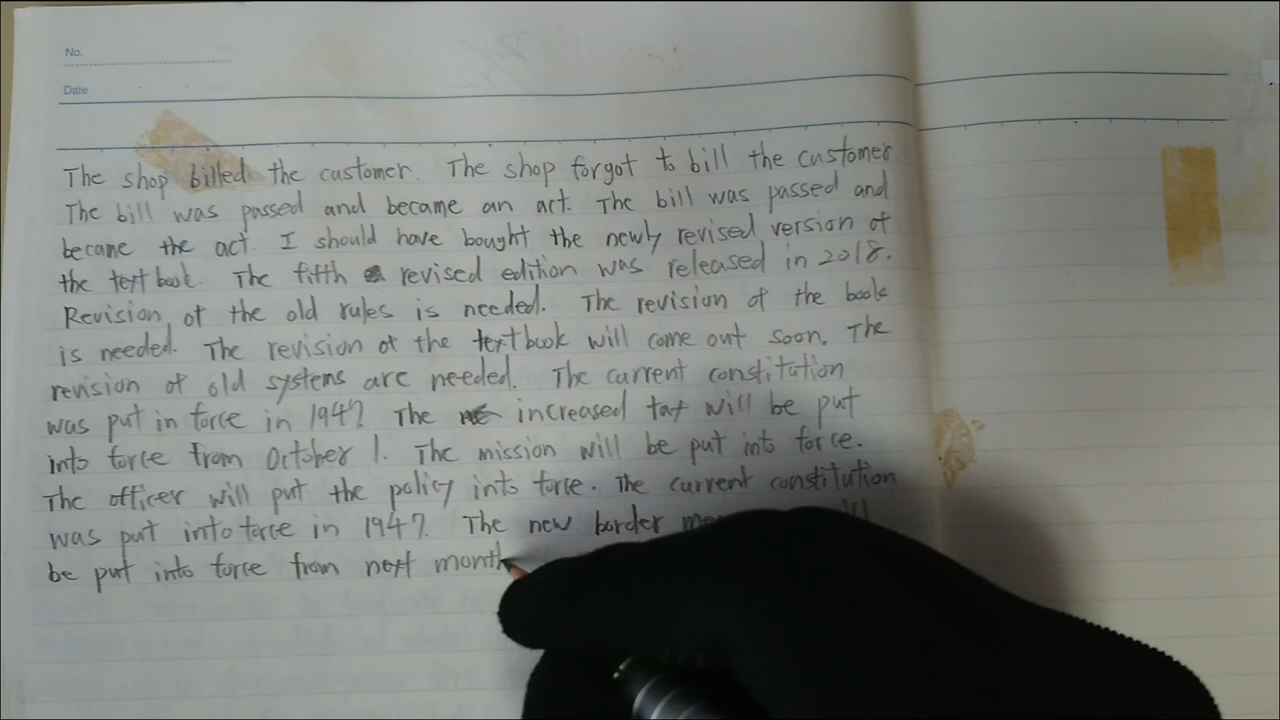 No.
Date
The shop billed the customer. The shop forgot to bill the customer
The bill was passed and became an act. The bill was passed and
became the act. I should have bought the newly revised version of
the textbook. The fifth revised edition was released in 2018.
Revision of the old rules is needed. The revision of the book
is needed. The revision of the textbook will come out soon. The
revision of old systems are needed. The current constitution
was put in force in 1947. The increased tax will be put
into force from October 1. The mission will be put into force.
The officer will put the policy into force. The current constitution
was put into force in 1947. The new border
be put into force from next month